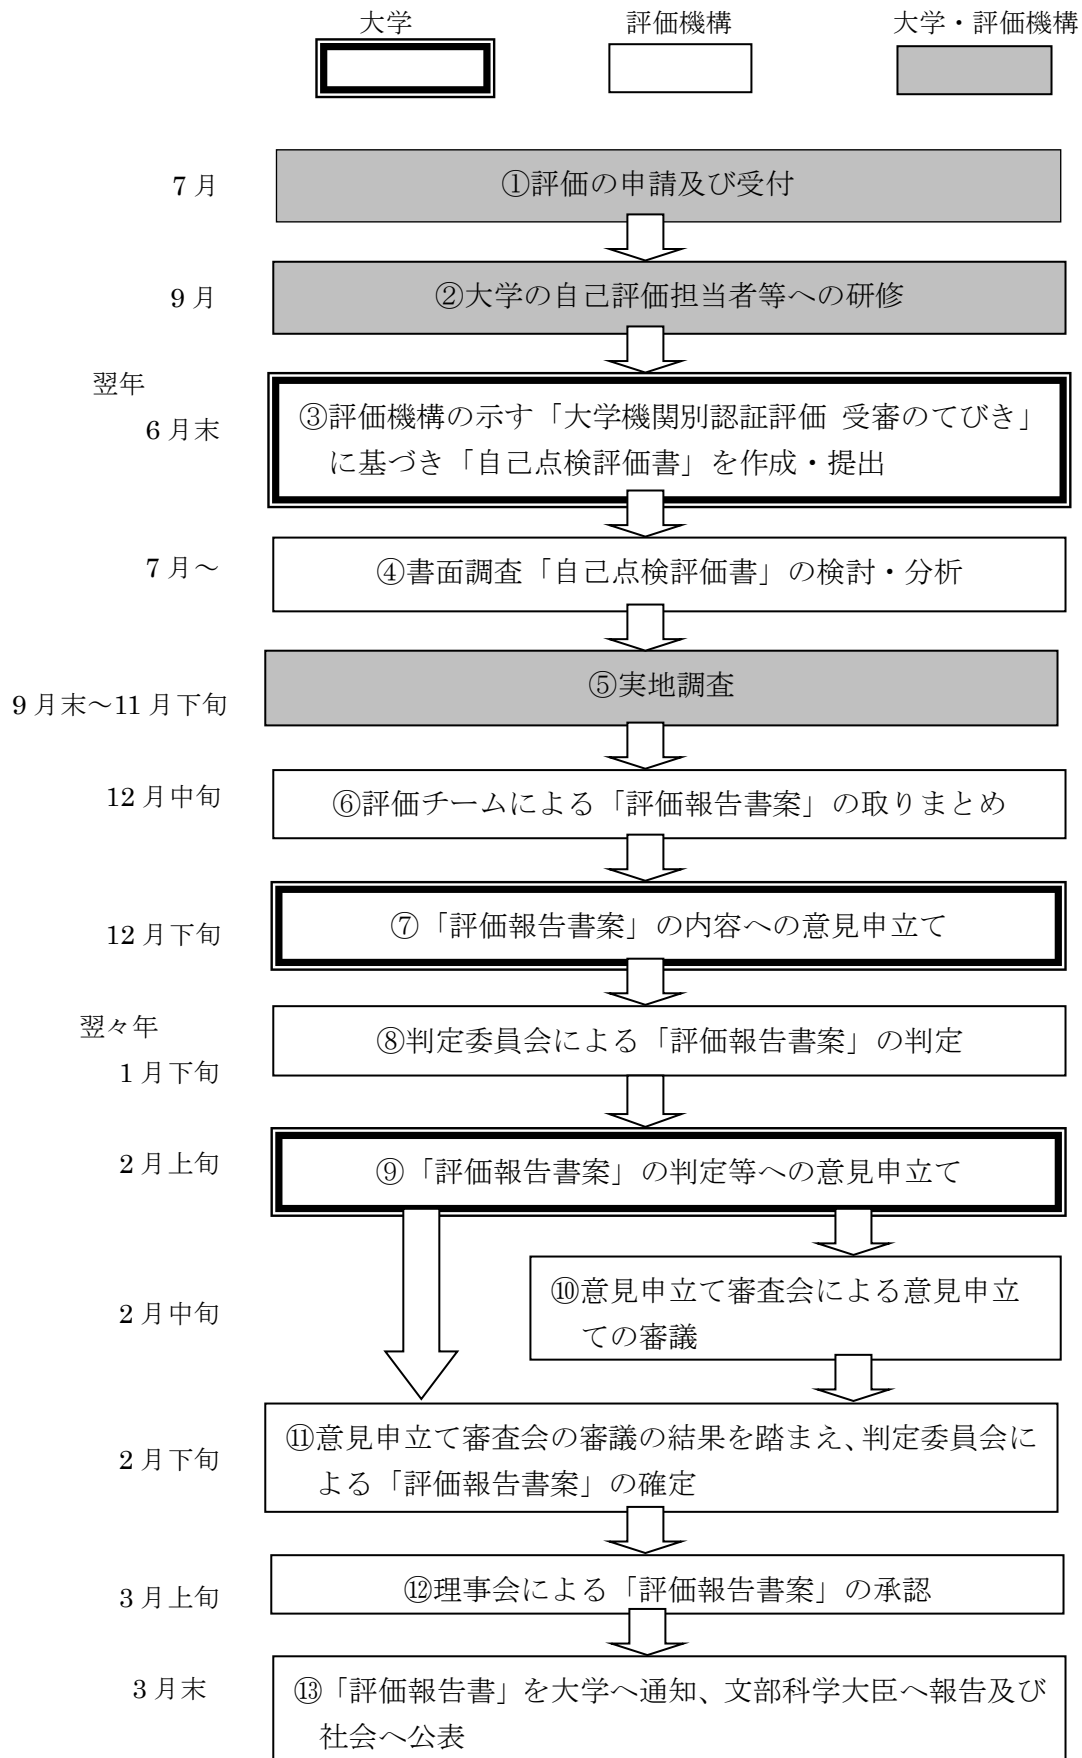 大学
評価機構
大学・評価機構
7月
①評価の申請及び受付
9月
②大学の自己評価担当者等への研修
翌年
6月末
③評価機構の示す「大学機関別認証評価 受審のてびき」
に基づき「自己点検評価書」を作成・提出
7月～
④書面調査「自己点検評価書」の検討・分析
9月末～11月下旬
⑤実地調査
12月中旬
⑥評価チームによる「評価報告書案」の取りまとめ
12月下旬
⑦「評価報告書案」の内容への意見申立て
翌々年
1月下旬
⑧判定委員会による「評価報告書案」の判定
2月上旬
⑨「評価報告書案」の判定等への意見申立て
2月中旬
⑩意見申立て審査会による意見申立
ての審議
2月下旬
⑪意見申立て審査会の審議の結果を踏まえ、判定委員会に
よる「評価報告書案」の確定
3月上旬
⑫理事会による「評価報告書案」の承認
3月末
⑬「評価報告書」を大学へ通知、文部科学大臣へ報告及び
社会へ公表